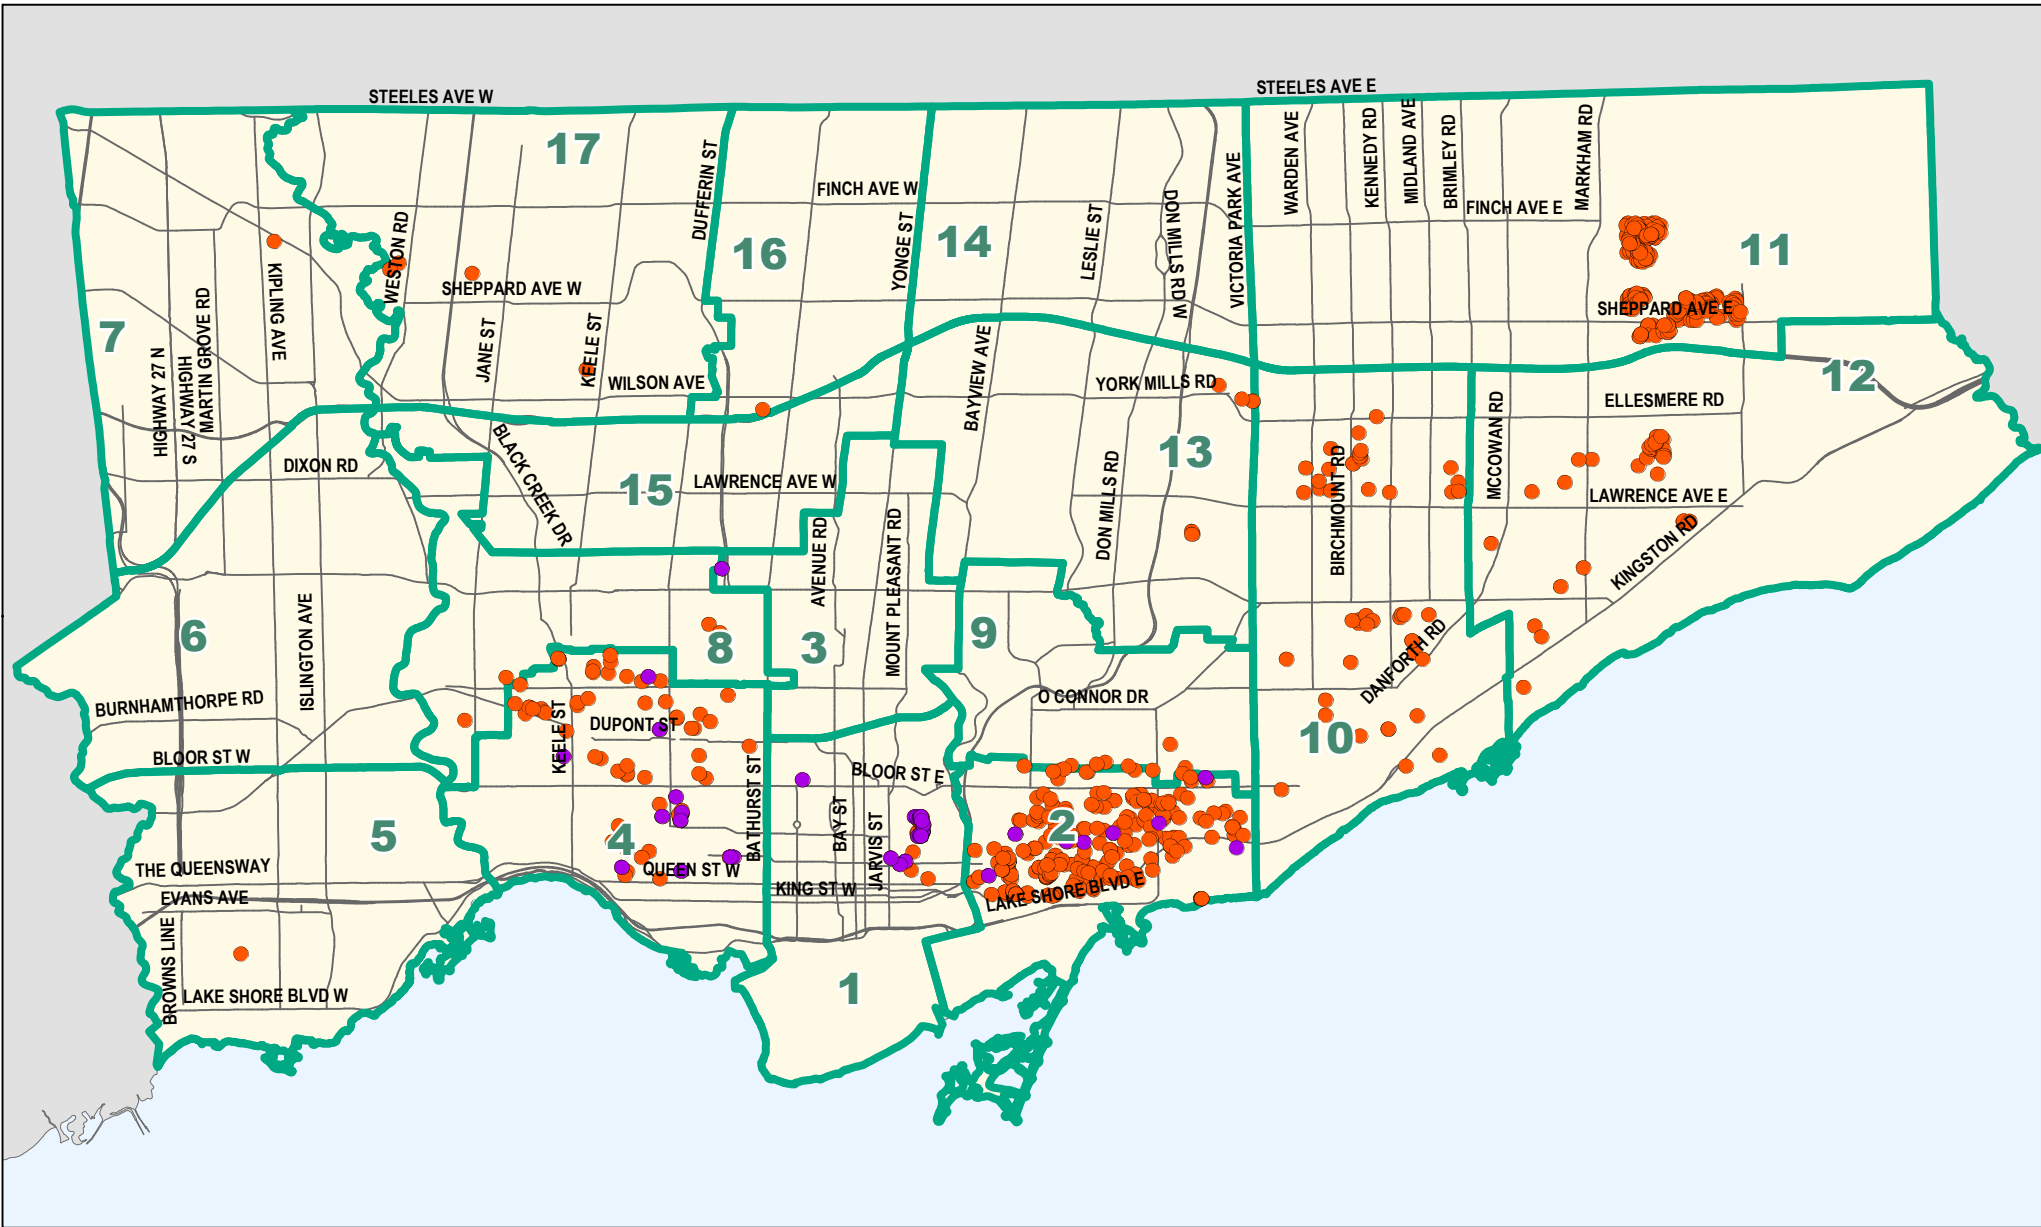 STEELES AVE W
STEELES AVE E
17
DUFFERIN ST
FINCH AVE W
16
YONGE ST
14
LESLIE ST
DON MILLS RD W
VICTORIA PARK AVE
WARDEN AVE
KENNEDY RD
MIDLAND AVE
BRIMLEY RD
FINCH AVE E
MARKHAM RD
11
WESTON RD
SHEPPARD AVE W
SHEPPARD AVE E
7
HIGHWAY 27 N
HIGHWAY 27 S
MARTIN GROVE RD
KIPLING AVE
JANE ST
KEELE ST
WILSON AVE
BAYVIEW AVE
YORK MILLS RD
12
ELLESMERE RD
MCCOWAN RD
DIXON RD
BLACK CREEK DR
15
LAWRENCE AVE W
13
DON MILLS RD
BIRCHMOUNT RD
LAWRENCE AVE E
KINGSTON RD
AVENUE RD
MOUNT PLEASANT RD
6
ISLINGTON AVE
8
3
9
DANFORTH RD
BURNHAMTHORPE RD
O CONNOR DR
KEELE ST
DUPONT ST
10
BLOOR ST W
BATHURST ST
BLOOR ST E
5
4
BAY ST
JARVIS ST
2
THE QUEENSWAY
QUEEN ST W
EVANS AVE
KING ST W
LAKE SHORE BLVD E
BROWNS LINE
LAKE SHORE BLVD W
1